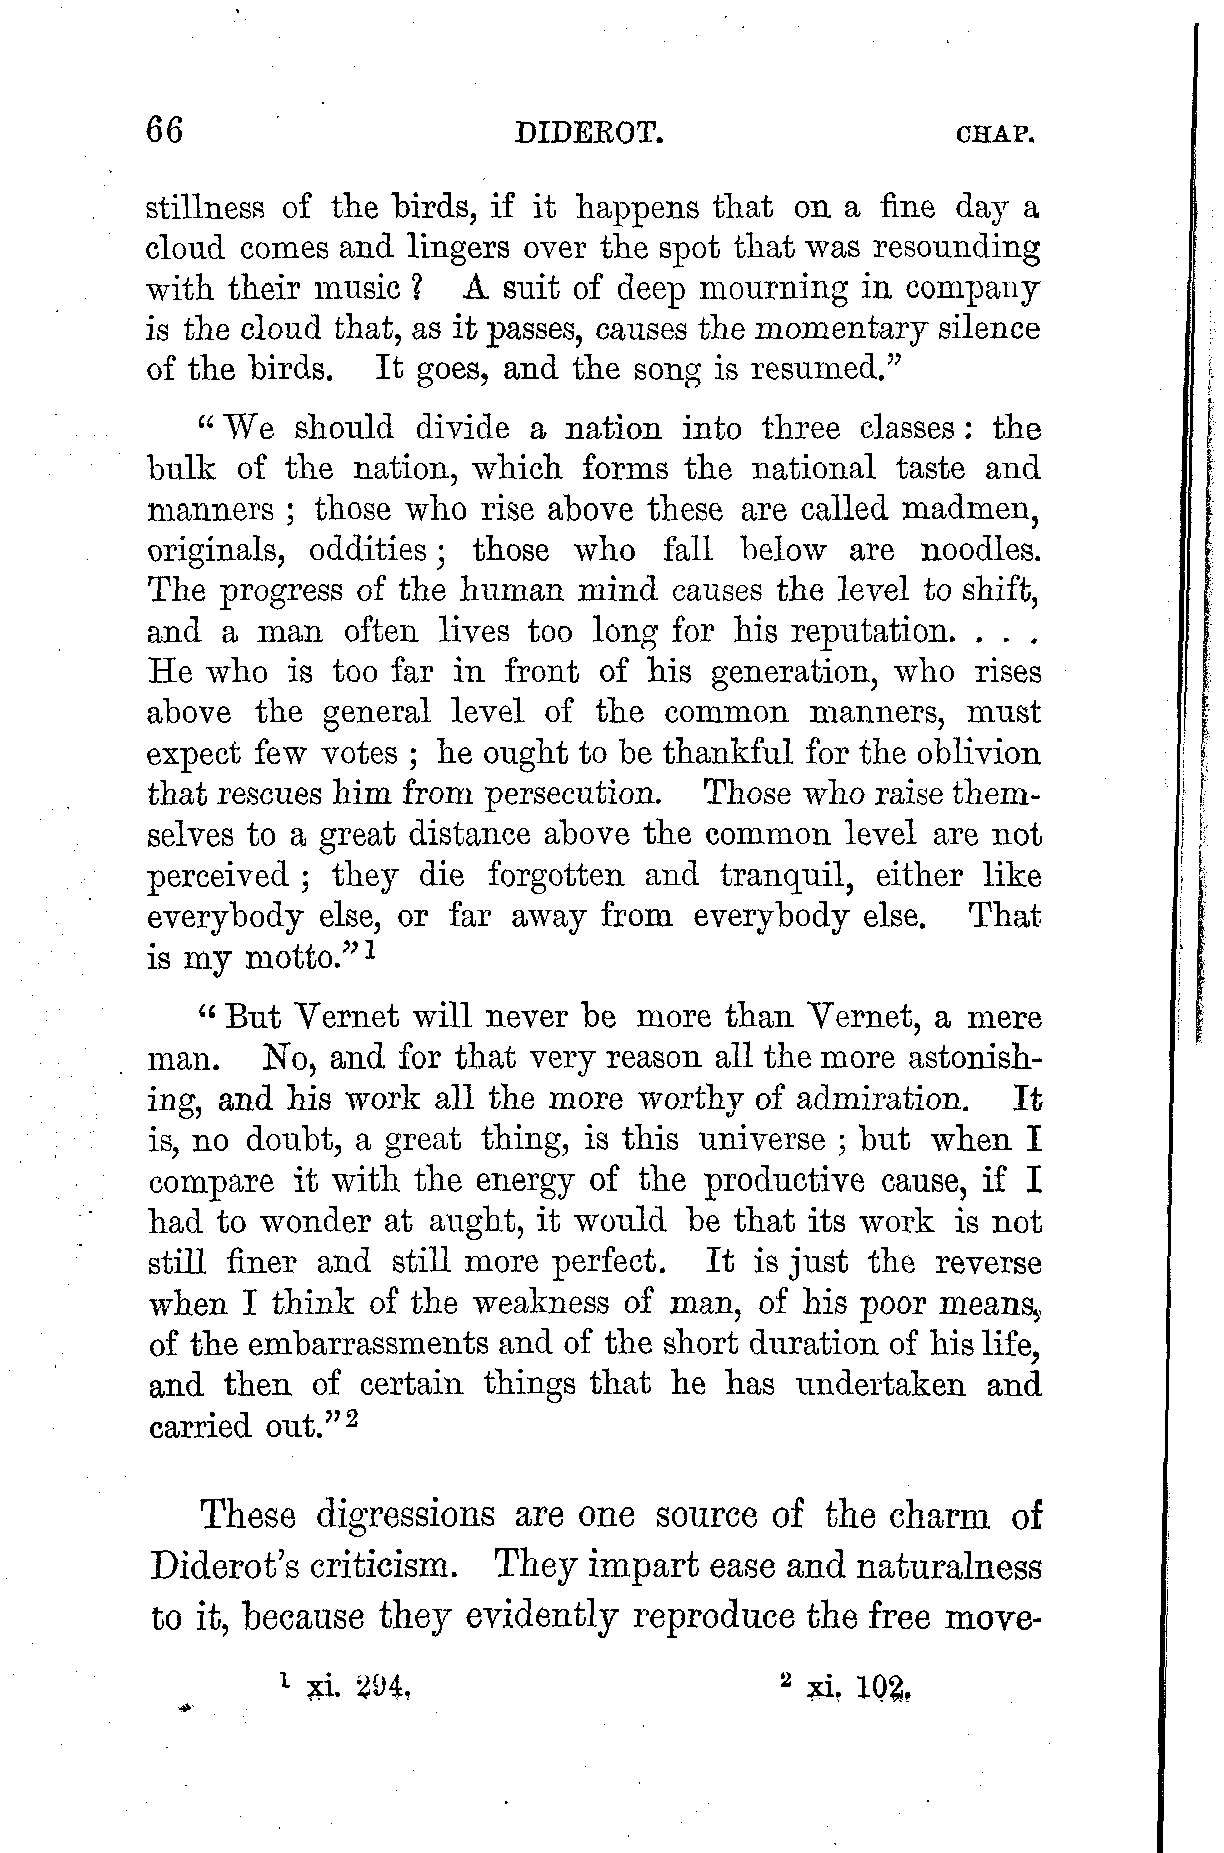 66 DIDEROT. CHAP.
stillness of the birds, if it happens that on a fine day a
cloud comes and lingers over the spot that was resounding
with their music ? A suit of deep mourning in company
is the cloud that, as it passes, causes the momentary silence
of the birds. It goes, and the song is resumed.”
“ We should divide a nation into three classes : the
bulk of the nation, which forms the national taste and
manners ; those who rise above these are called madmen,
originals, oddities ; those who fall below are noodles.
The progress of the human mind causes the level to shift,
and a man often lives too long for his reputation. . . .
He who is too far in front of his generation, who rises
above the general level of the common manners, must
expect few votes ; he ought to be thankful for the oblivion
that rescues him from persecution. Those who raise them-
selves to a great distance above the common level are not
perceived ; they die forgotten and tranquil, either like
everybody else, or far away from everybody else. That
is my motto.” 1
“ But Vernet will never be more than Vernet, a mere
man. No, and for that very reason all the more astonish-
ing, and his work all the more worthy of admiration. It
is, no doubt, a great thing, is this universe ; but when I
compare it with the energy of the productive cause, if I
had to wonder at aught, it would be that its work is not
still finer and still more perfect. It is just the reverse
when I think of the weakness of man, of his poor means,
of the embarrassments and of the short duration of his life,
and then of certain things that he has undertaken and
carried out.” 2
These digressions are one source of the charm of
Diderot’s criticism. They impart ease and naturalness
to it, because they evidently reproduce the free move-
1 xi. 294. 2 xi. 102.